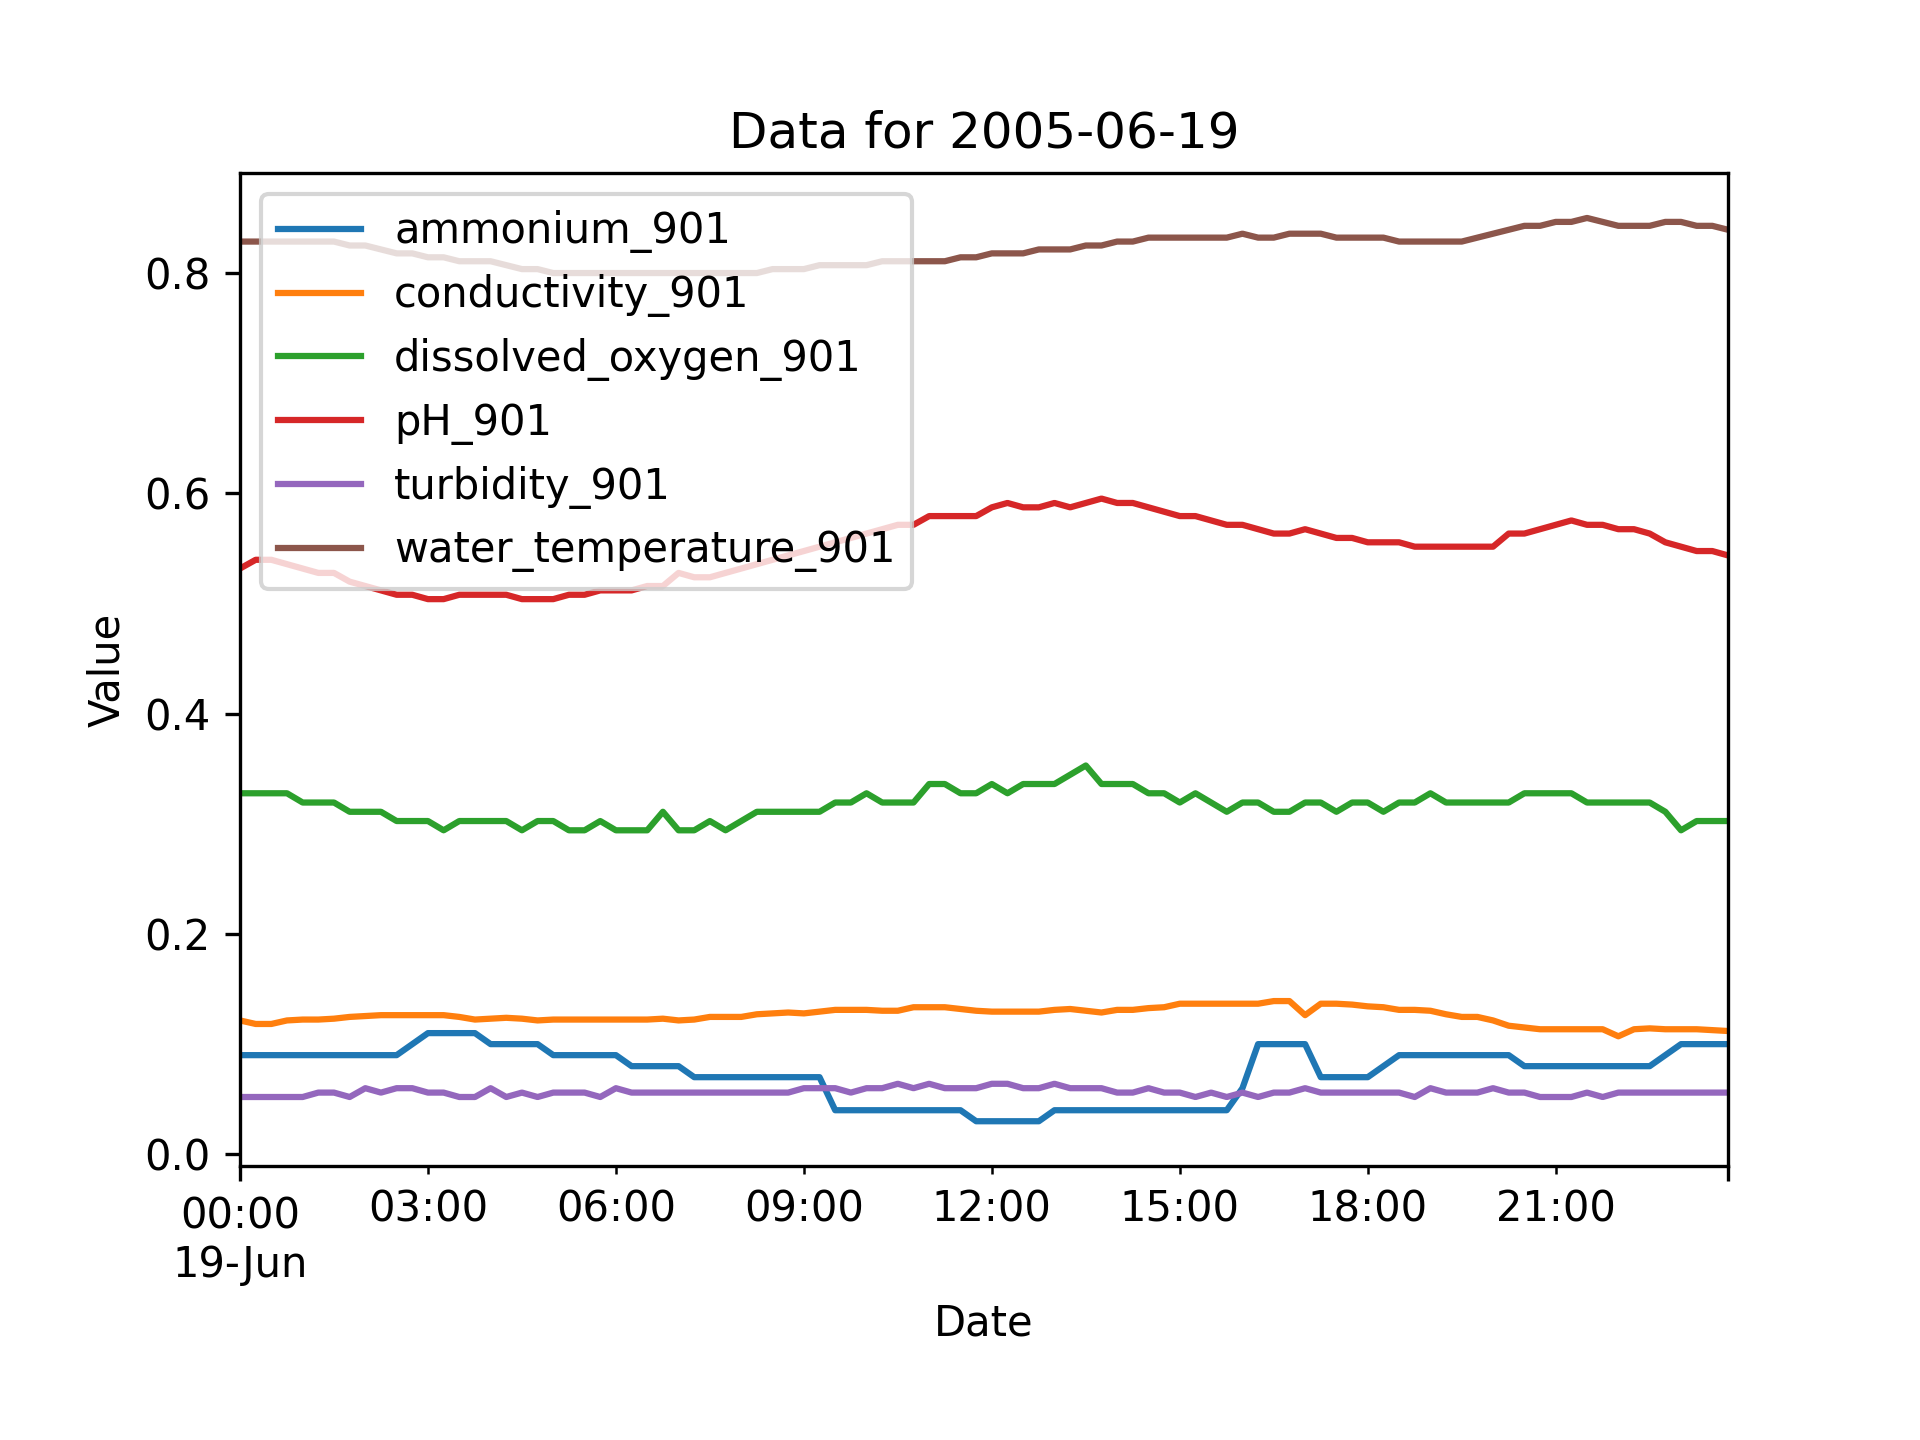 Data for 2005-06-19
ammonium_901
conductivity_901
dissolved_oxygen_901
pH_901
turbidity_901
water_temperature_901
0.8
0.6
0.4
0.2
0.0
Value
00:00 03:00 06:00 09:00 12:00 15:00 18:00 21:00
19-Jun
Date